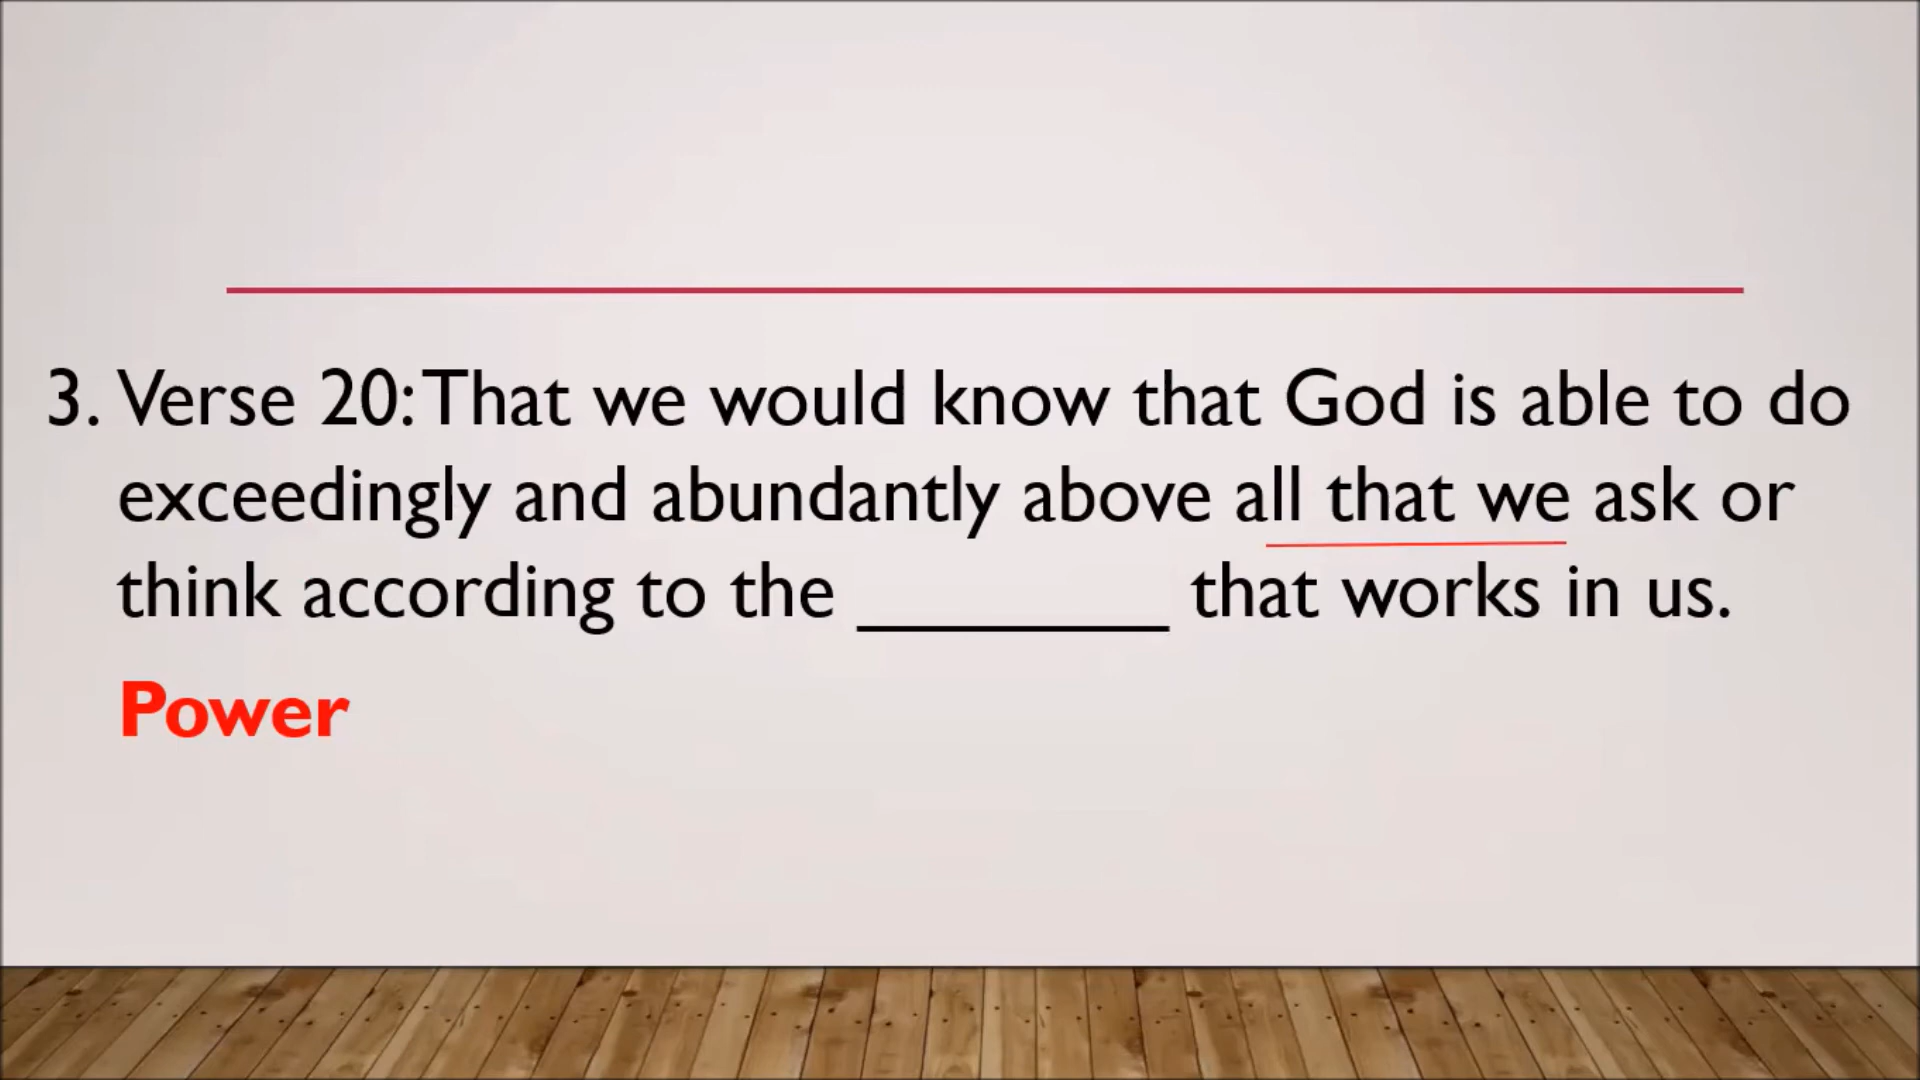 3. Verse 20: That we would know that God is able to do
exceedingly and abundantly above all that we ask or
think according to the ________ that works in us.
Power